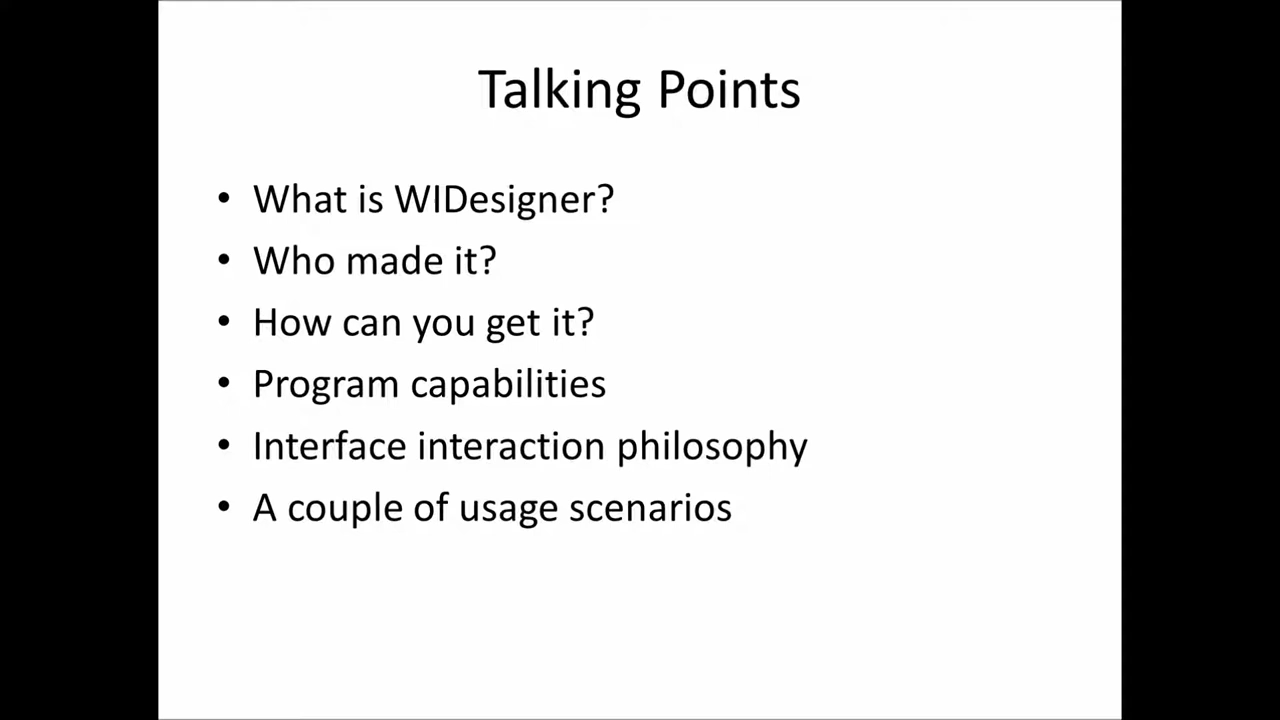 Talking Points
• What is WIDesigner?
• Who made it?
• How can you get it?
• Program capabilities
• Interface interaction philosophy
• A couple of usage scenarios